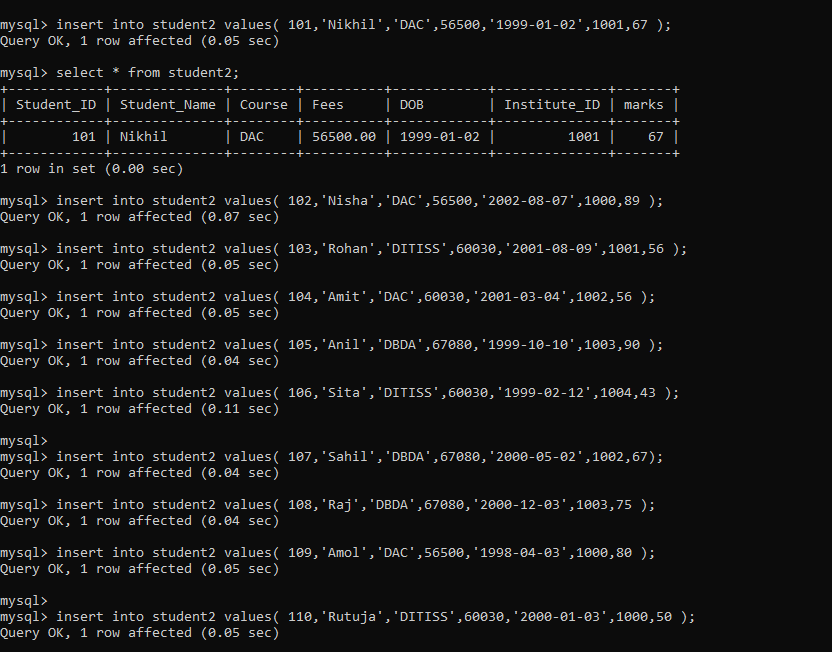 mysql> insert into student2 values( 101,'Nikhil','DAC',56500,'1999-01-02',1001,67 );
Query OK, 1 row affected (0.05 sec)
mysql> select * from student2;
+------------+--------------+--------+----------+------------+--------------+-------+
| Student_ID | Student_Name | Course | Fees     | DOB        | Institute_ID | marks |
+------------+--------------+--------+----------+------------+--------------+-------+
|        101 | Nikhil       | DAC    | 56500.00 | 1999-01-02 |         1001 |    67 |
+------------+--------------+--------+----------+------------+--------------+-------+
1 row in set (0.00 sec)
mysql> insert into student2 values( 102,'Nisha','DAC',56500,'2002-08-07',1000,89 );
Query OK, 1 row affected (0.07 sec)
mysql> insert into student2 values( 103,'Rohan','DITISS',60030,'2001-08-09',1001,56 );
Query OK, 1 row affected (0.05 sec)
mysql> insert into student2 values( 104,'Amit','DAC',60030,'2001-03-04',1002,56 );
Query OK, 1 row affected (0.05 sec)
mysql> insert into student2 values( 105,'Anil','DBDA',67080,'1999-10-10',1003,90 );
Query OK, 1 row affected (0.04 sec)
mysql> insert into student2 values( 106,'Sita','DITISS',60030,'1999-02-12',1004,43 );
Query OK, 1 row affected (0.11 sec)
mysql>
mysql> insert into student2 values( 107,'Sahil','DBDA',67080,'2000-05-02',1002,67);
Query OK, 1 row affected (0.04 sec)
mysql> insert into student2 values( 108,'Raj','DBDA',67080,'2000-12-03',1003,75 );
Query OK, 1 row affected (0.04 sec)
mysql> insert into student2 values( 109,'Amol','DAC',56500,'1998-04-03',1000,80 );
Query OK, 1 row affected (0.05 sec)
mysql>
mysql> insert into student2 values( 110,'Rutuja','DITISS',60030,'2000-01-03',1000,50 );
Query OK, 1 row affected (0.05 sec)